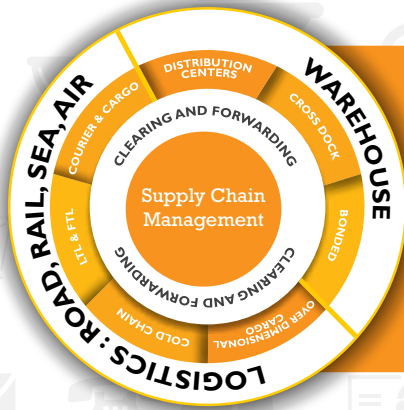 LOGISTICS : ROAD, RAIL, SEA, AIR
WAREHOUSE
COURIER & CARGO
DISTRIBUTION
CENTERS
CROSS DOCK
BONDED
OVER DIMENSIONAL
CARGO
COLD CHAIN
LTL & FTL
CLEARING AND FORWARDING
Supply Chain
Management
CLEARING AND FORWARDING